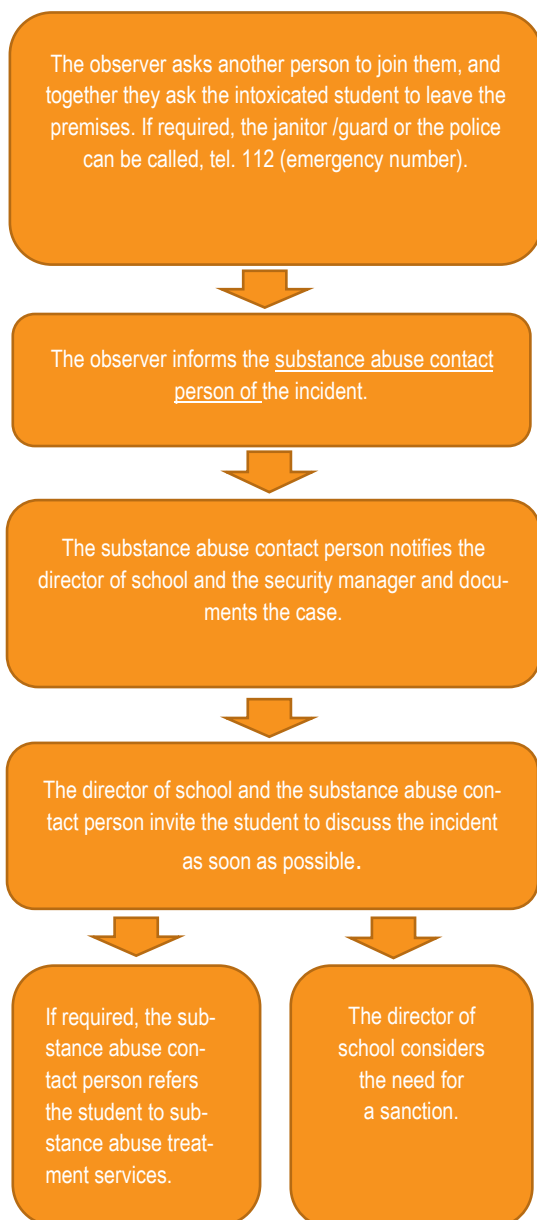 The observer asks another person to join them, and
together they ask the intoxicated student to leave the
premises. If required, the janitor /guard or the police
can be called, tel. 112 (emergency number).
The observer informs the substance abuse contact
person of the incident.
The substance abuse contact person notifies the
director of school and the security manager and docu-
ments the case.
The director of school and the substance abuse con-
tact person invite the student to discuss the incident
as soon as possible.
If required, the sub-
stance abuse con-
tact person refers
the student to sub-
stance abuse treat-
ment services.
The director of
school considers
the need for
a sanction.